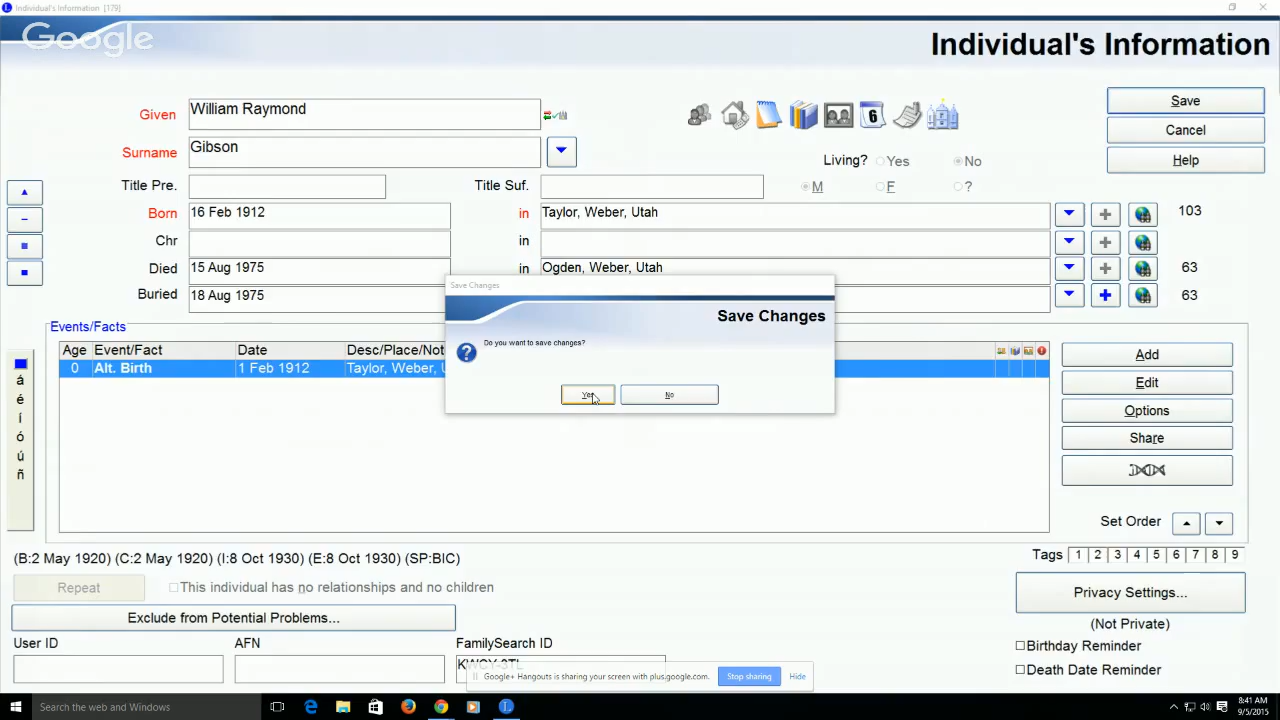 Individual's Information [179]
Google
Individual's Information
Given William Raymond
Surname Gibson
Title Pre. Title Suf.
Living? Yes No
M F ?
Save
Cancel
Help
Born 16 Feb 1912 in Taylor, Weber, Utah 103
Chr in
Died 15 Aug 1975 in Ogden, Weber, Utah 63
Buried 18 Aug 1975 63
6
Save Changes
Save Changes
Do you want to save changes?
No
Events/Facts
Age Event/Fact Date Desc/Place/Not
0 Alt. Birth 1 Feb 1912 Taylor, Weber,
á
é
í
ó
ú
ñ
Add
Edit
Options
Share
Set Order
(B:2 May 1920) (C:2 May 1920) (I:8 Oct 1930) (E:8 Oct 1930) (SP:BIC)
Tags 1 2 3 4 5 6 7 8 9
Repeat This individual has no relationships and no children
Exclude from Potential Problems...
Privacy Settings...
(Not Private)
Birthday Reminder
Death Date Reminder
User ID AFN FamilySearch ID
Google+ Hangouts is sharing your screen with plus.google.com. Stop sharing Hide
Search the web and Windows
8:41 AM
9/5/2015